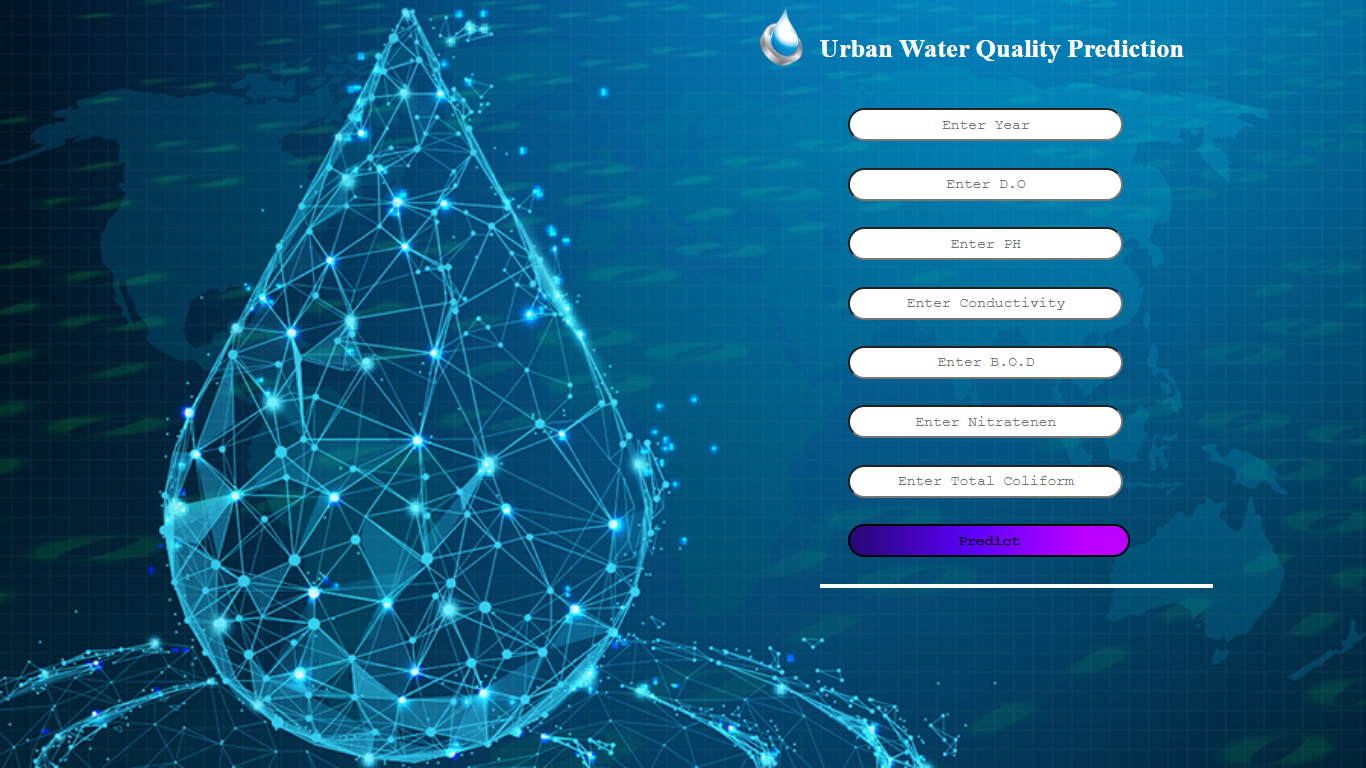 Urban Water Quality Prediction
Enter Year
Enter D.O
Enter PH
Enter Conductivity
Enter B.O.D
Enter Nitratenen
Enter Total Coliform
Predict